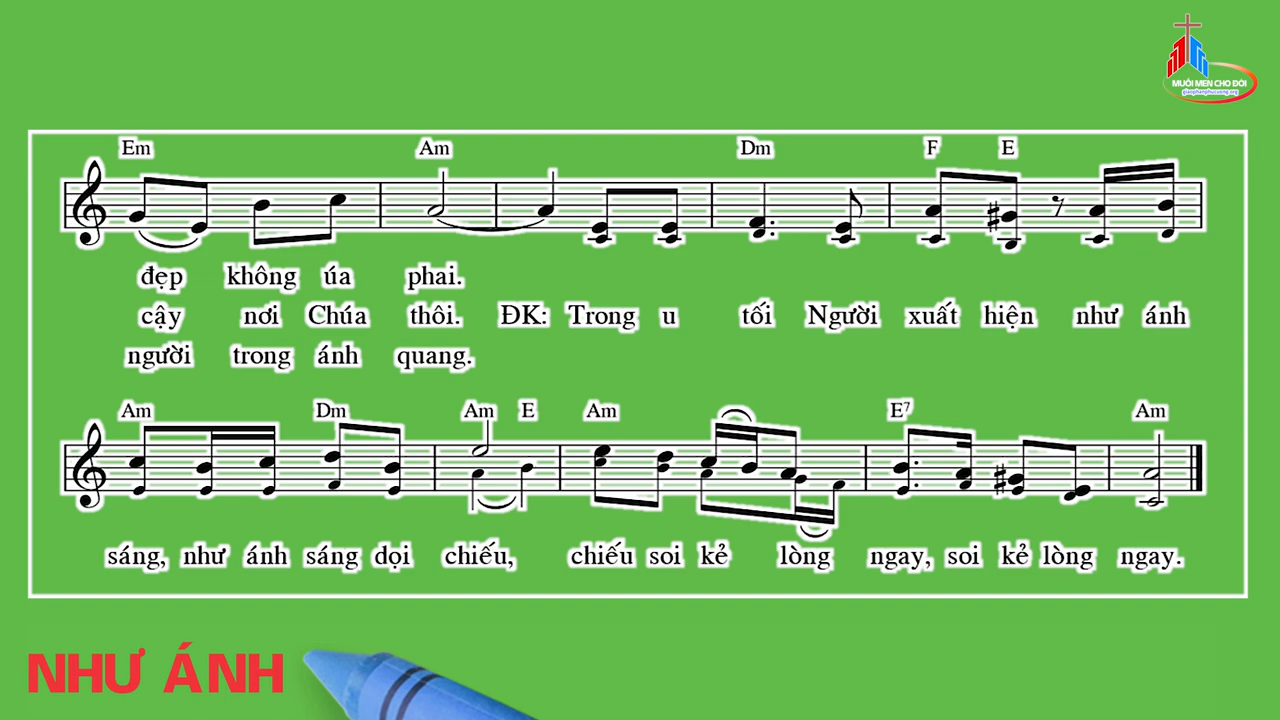 MUỐI MEN CHO ĐỜI
giaophanphucuong.org
Em Am Dm F E
đẹp không úa phai.
cậy nơi Chúa thôi. ĐK: Trong u tối Người xuất hiện như ánh
người trong ánh quang.
Am Dm Am E Am E7 Am
sáng, như ánh sáng dọi chiếu, chiếu soi kẻ lòng ngay, soi kẻ lòng ngay.
NHƯ ÁNH